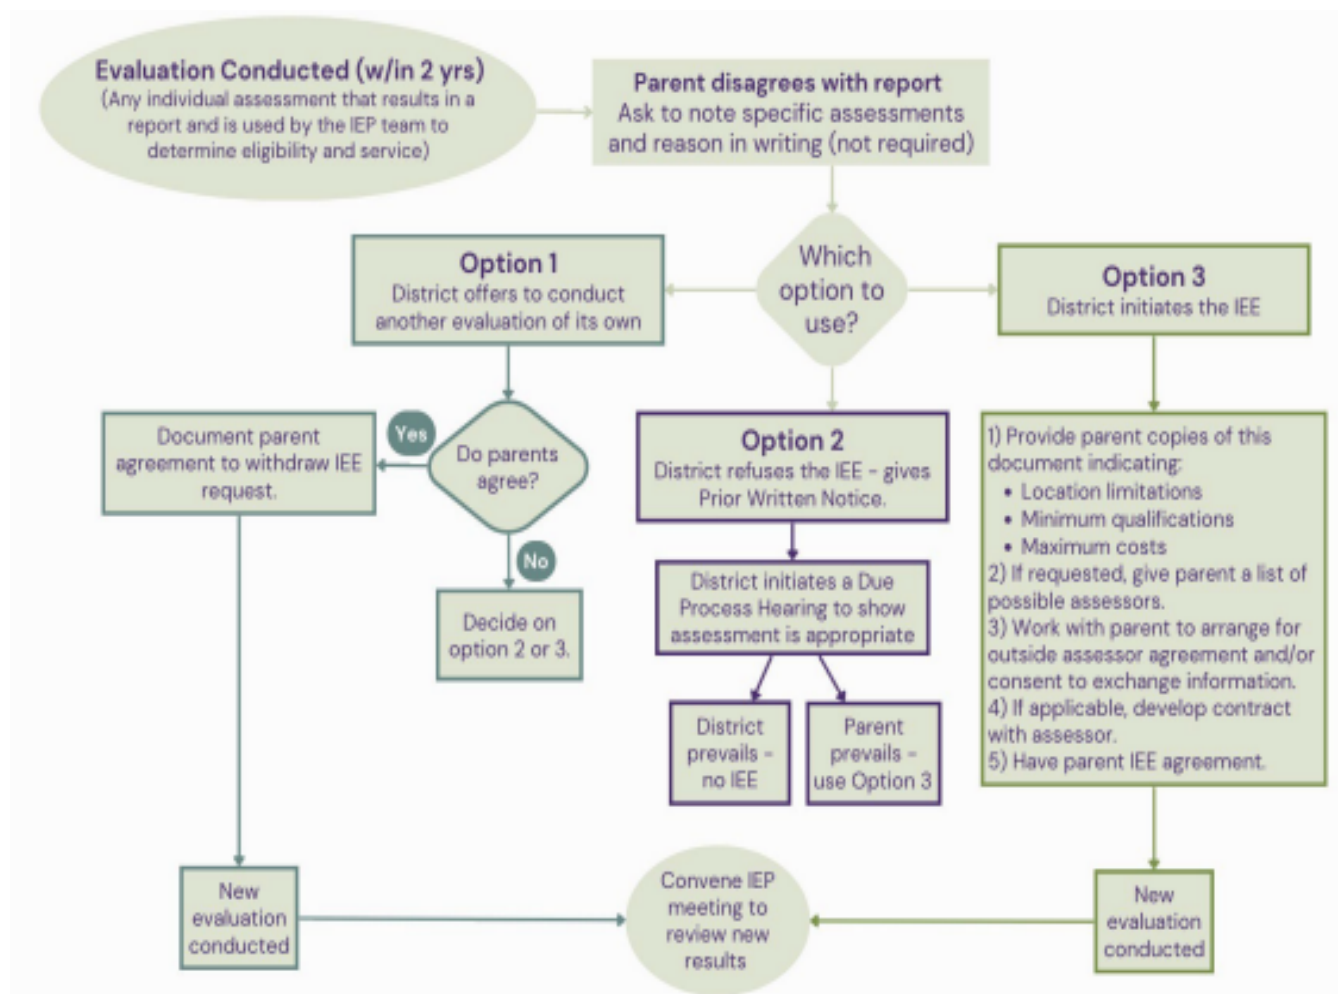 Evaluation Conducted (w/in 2 yrs)
(Any individual assessment that results in a
report and is used by the IEP team to
determine eligibility and service)
Parent disagrees with report
Ask to note specific assessments
and reason in writing (not required)
Which
option to
use?
Option 1
District offers to conduct
another evaluation of its own
Do parents
agree?
Yes
Document parent
agreement to withdraw IEE
request.
No
Decide on
option 2 or 3.
New
evaluation
conducted
Option 2
District refuses the IEE - gives
Prior Written Notice.
District initiates a Due
Process Hearing to show
assessment is appropriate
District
prevails -
no IEE
Parent
prevails -
use Option 3
Option 3
District initiates the IEE
1) Provide parent copies of this
document indicating:
• Location limitations
• Minimum qualifications
• Maximum costs
2) If requested, give parent a list of
possible assessors.
3) Work with parent to arrange for
outside assessor agreement and/or
consent to exchange information.
4) If applicable, develop contract
with assessor.
5) Have parent IEE agreement.
New
evaluation
conducted
Convene IEP
meeting to
review new
results